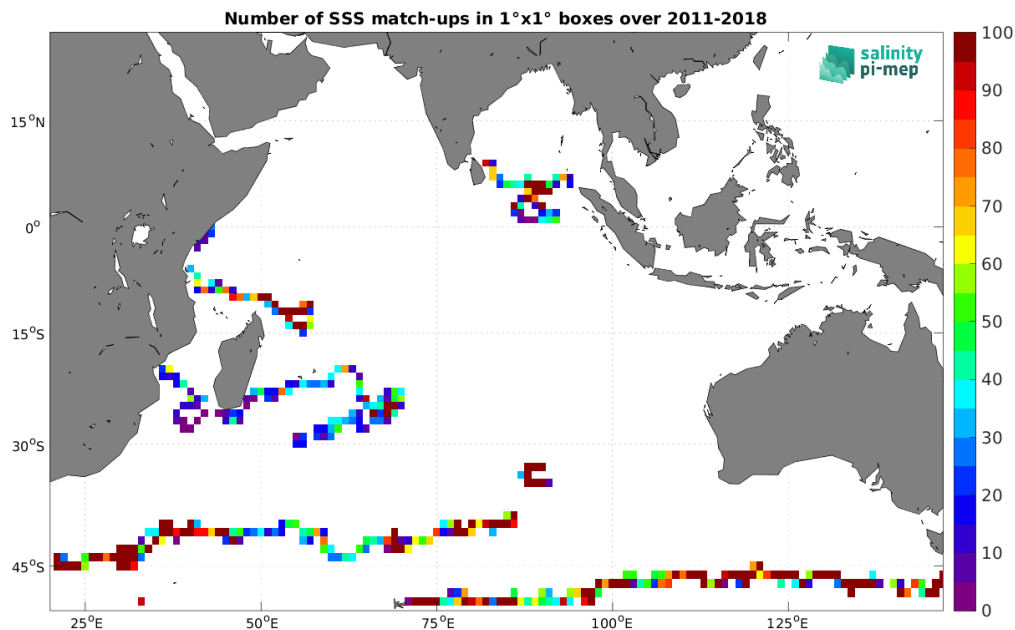 Number of SSS match-ups in 1°x1° boxes over 2011-2018
salinity
pi-mep
15°N
0°
15°S
30°S
45°S
25°E
50°E
75°E
100°E
125°E
100
90
80
70
60
50
40
30
20
10
0